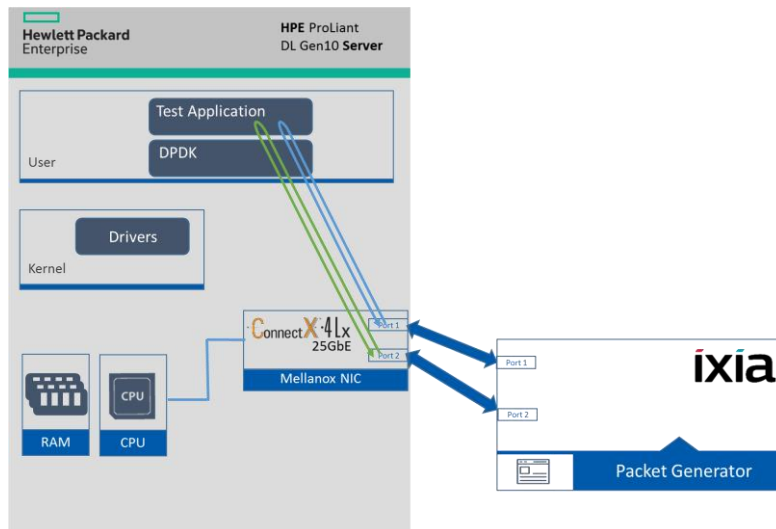 Hewlett Packard
Enterprise
HPE ProLiant
DL Gen10 Server
Test Application
DPDK
User
Drivers
Kernel
ConnectX·4Lx
25GbE
Port 1
Port 2
Mellanox NIC
CPU
RAM
CPU
Port 1
Port 2
ixia
Packet Generator